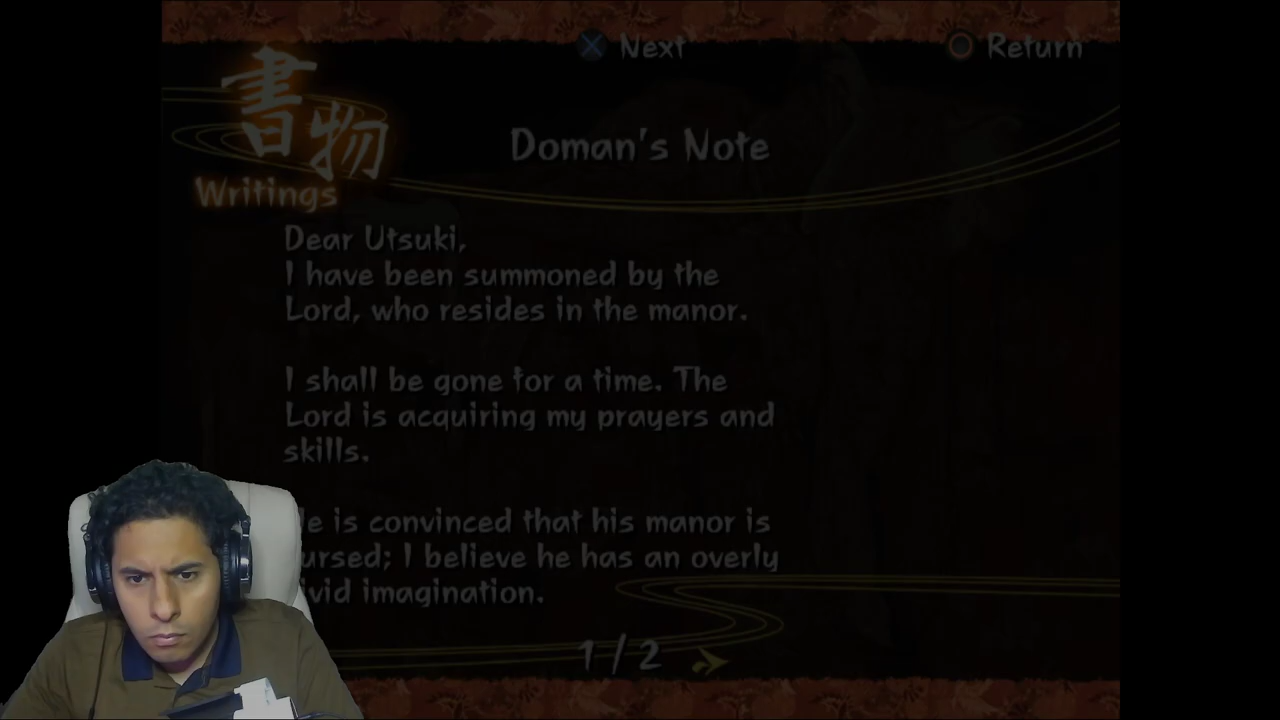 Next
Return
書物
Writings
Doman's Note
Dear Utsuki,
I have been summoned by the
Lord, who resides in the manor.
I shall be gone for a time. The
Lord is acquiring my prayers and
skills.
is convinced that his manor is
I believe he has an overly
imagination.
1/2